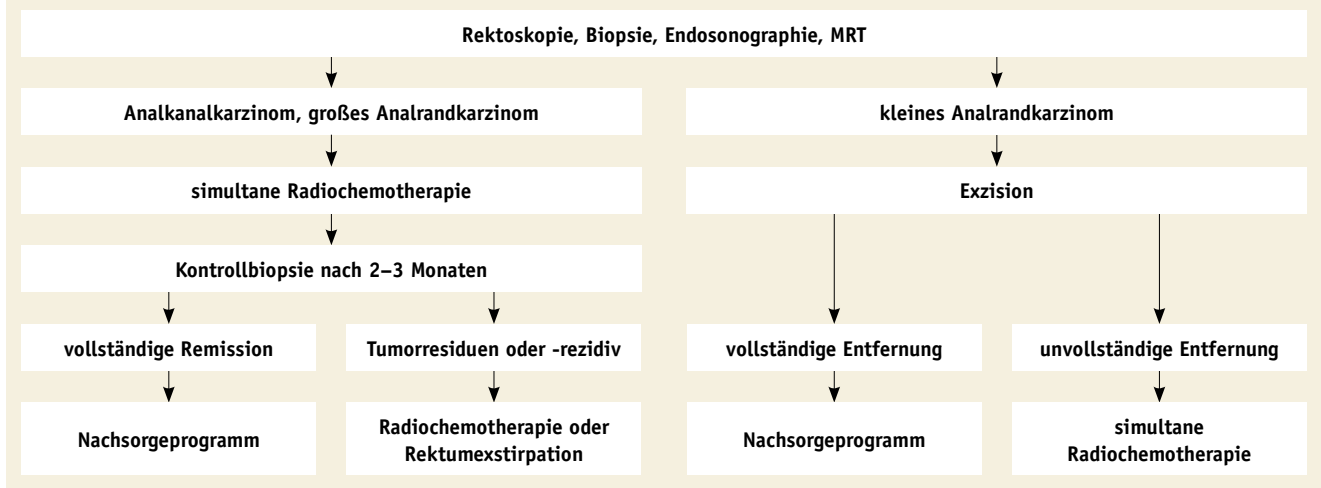 Rektoskopie, Biopsie, Endosonographie, MRT
Analkanalkarzinom, großes Analrandkarzinom
kleines Analrandkarzinom
simultane Radiochemotherapie
Exzision
Kontrollbiopsie nach 2–3 Monaten
vollständige Remission
Tumorresiduen oder -rezidiv
vollständige Entfernung
unvollständige Entfernung
Nachsorgeprogramm
Radiochemotherapie oder
Rektumexstirpation
Nachsorgeprogramm
simultane
Radiochemotherapie